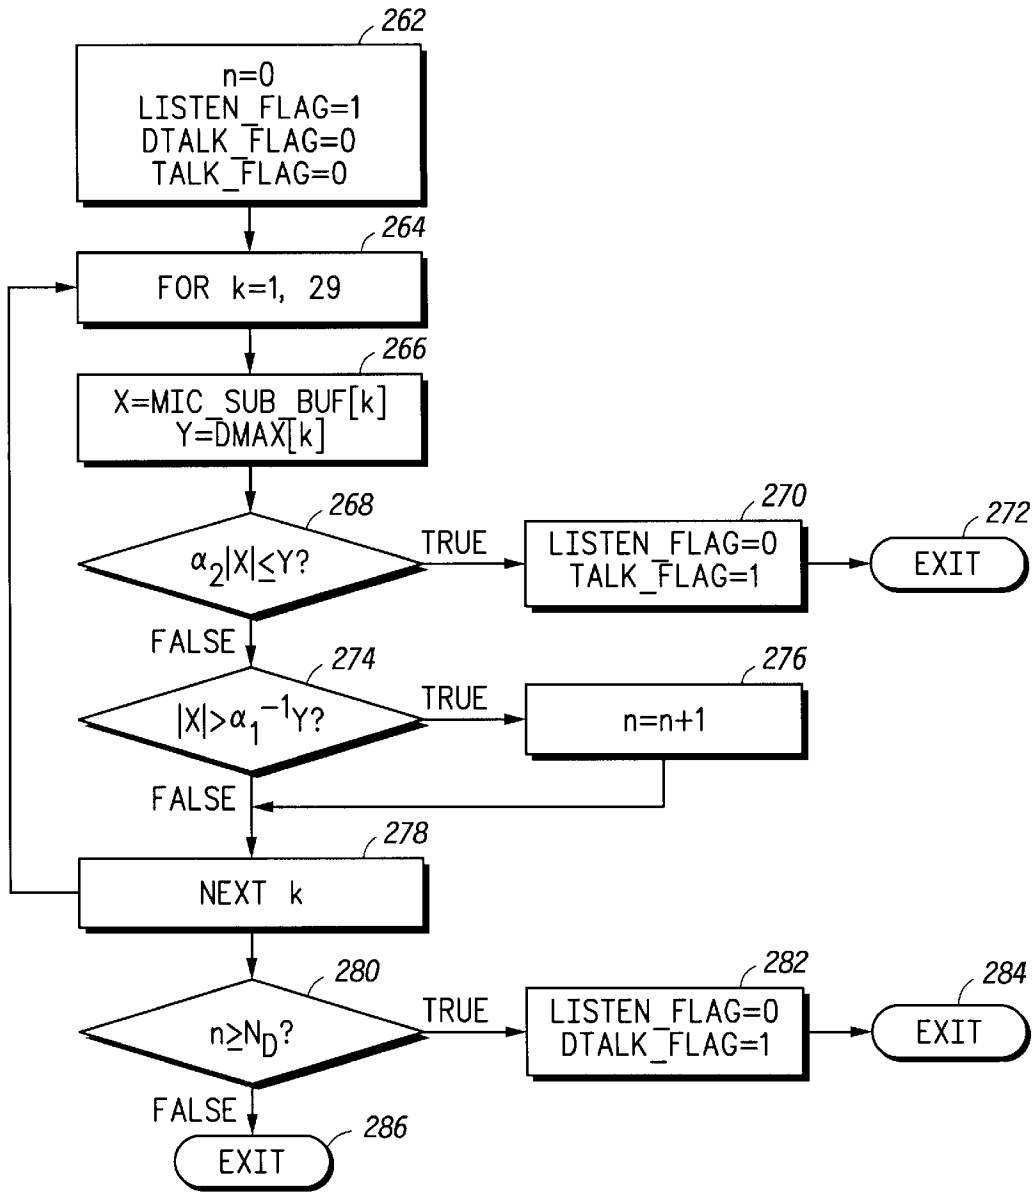 262
n=0
LISTEN_FLAG=1
DTALK_FLAG=0
TALK_FLAG=0
264
FOR k=1, 29
266
X=MIC_SUB_BUF[k]
Y=DMAX[k]
268
α₂|X|≤Y?
TRUE
270
LISTEN_FLAG=0
TALK_FLAG=1
272
EXIT
FALSE
274
|X|>α₁⁻¹Y?
TRUE
276
n=n+1
FALSE
278
NEXT k
280
n≥N_D?
TRUE
282
LISTEN_FLAG=0
DTALK_FLAG=1
284
EXIT
FALSE
286
EXIT